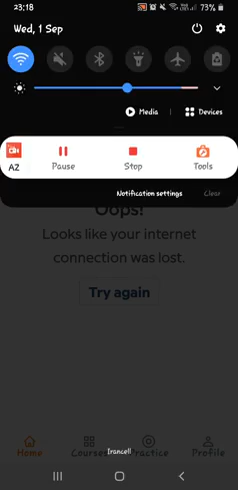 23:18
73%
Wed, 1 Sep
Media
Devices
AZ
Pause
Stop
Tools
Notification settings
Clear
Oops!
Looks like your internet
connection was lost.
Try again
Irancell
Home
Courses
Practice
Profile